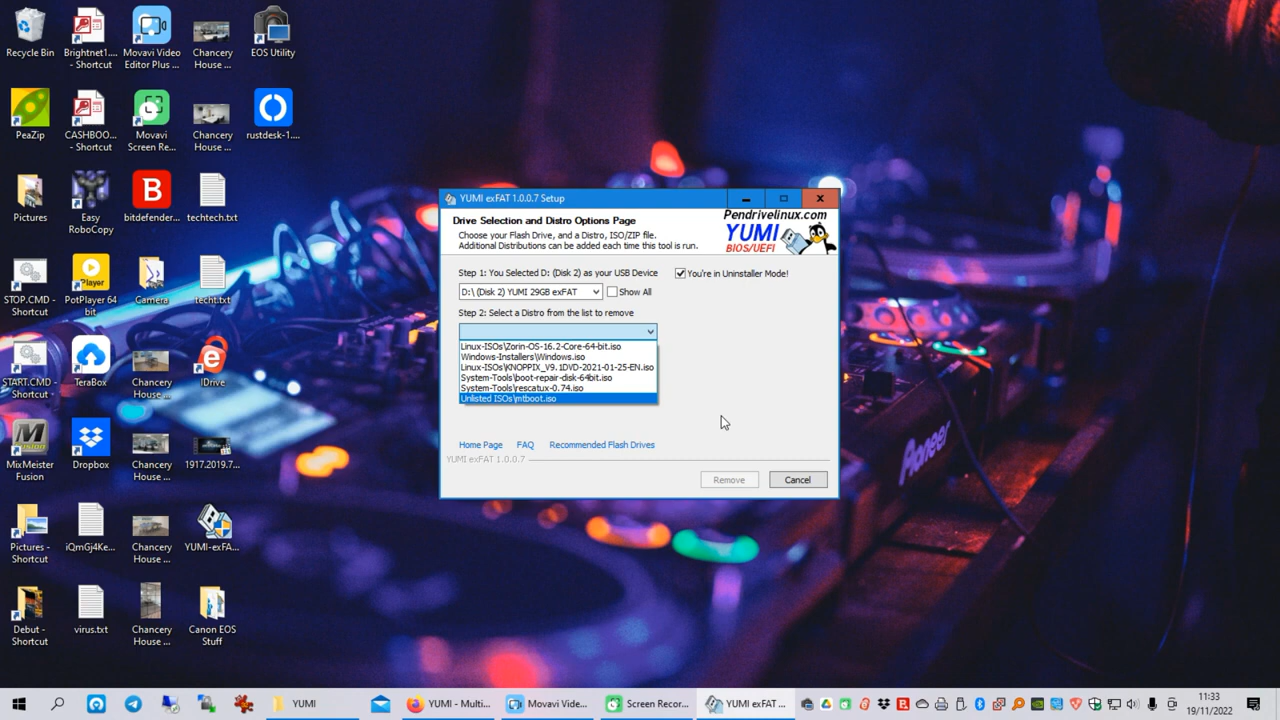 Recycle Bin
Brightnet1....
- Shortcut
Movavi Video
Editor Plus ...
Chancery
House ...
EOS Utility
PeaZip
CASHBOO...
- Shortcut
Movavi
Screen Re...
Chancery
House ...
rustdesk-1....
Pictures
Easy
RoboCopy
bitdefender...
techtech.txt
STOP.CMD -
Shortcut
PotPlayer 64
bit
Camera
techt.txt
START.CMD -
Shortcut
TeraBox
Chancery
House ...
IDrive
MixMeister
Fusion
Dropbox
Chancery
House ...
1917.2019.7...
Pictures -
Shortcut
iQmGj4Ke...
Chancery
House ...
YUMI-exFA...
Debut -
Shortcut
virus.txt
Chancery
House ...
Canon EOS
Stuff
YUMI exFAT 1.0.0.7 Setup
Drive Selection and Distro Options Page
Choose your Flash Drive, and a Distro, ISO/ZIP file.
Additional Distributions can be added each time this tool is run.
Pendrivelinux.com
YUMI
BIOS/UEFI
Step 1: You Selected D: (Disk 2) as your USB Device
You're in Uninstaller Mode!
D:\ (Disk 2) YUMI 29GB exFAT
Show All
Step 2: Select a Distro from the list to remove
Linux-ISOs\Zorin-OS-16.2-Core-64-bit.iso
Windows-Installers\Windows.iso
Linux-ISOs\KNOPPIX_V9.1DVD-2021-01-25-EN.iso
System-Tools\boot-repair-disk-64bit.iso
System-Tools\rescatux-0.74.iso
Unlisted ISOs\mtboot.iso
Home Page FAQ Recommended Flash Drives
YUMI exFAT 1.0.0.7
Remove Cancel
YUMI
YUMI - Multi...
Movavi Vide...
Screen Recor...
YUMI exFAT ...
11:33
19/11/2022